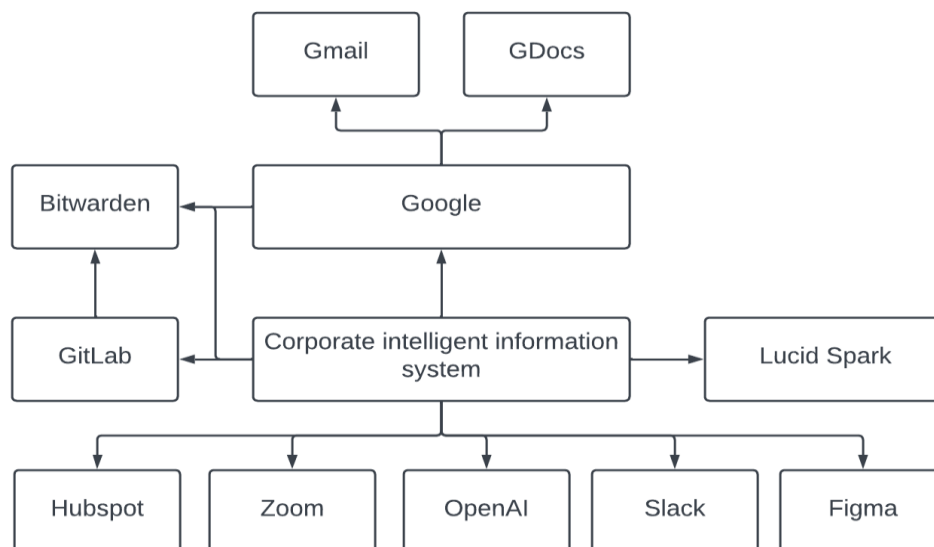 Gmail
GDocs
Bitwarden
Google
GitLab
Corporate intelligent information
system
Lucid Spark
Hubspot
Zoom
OpenAI
Slack
Figma